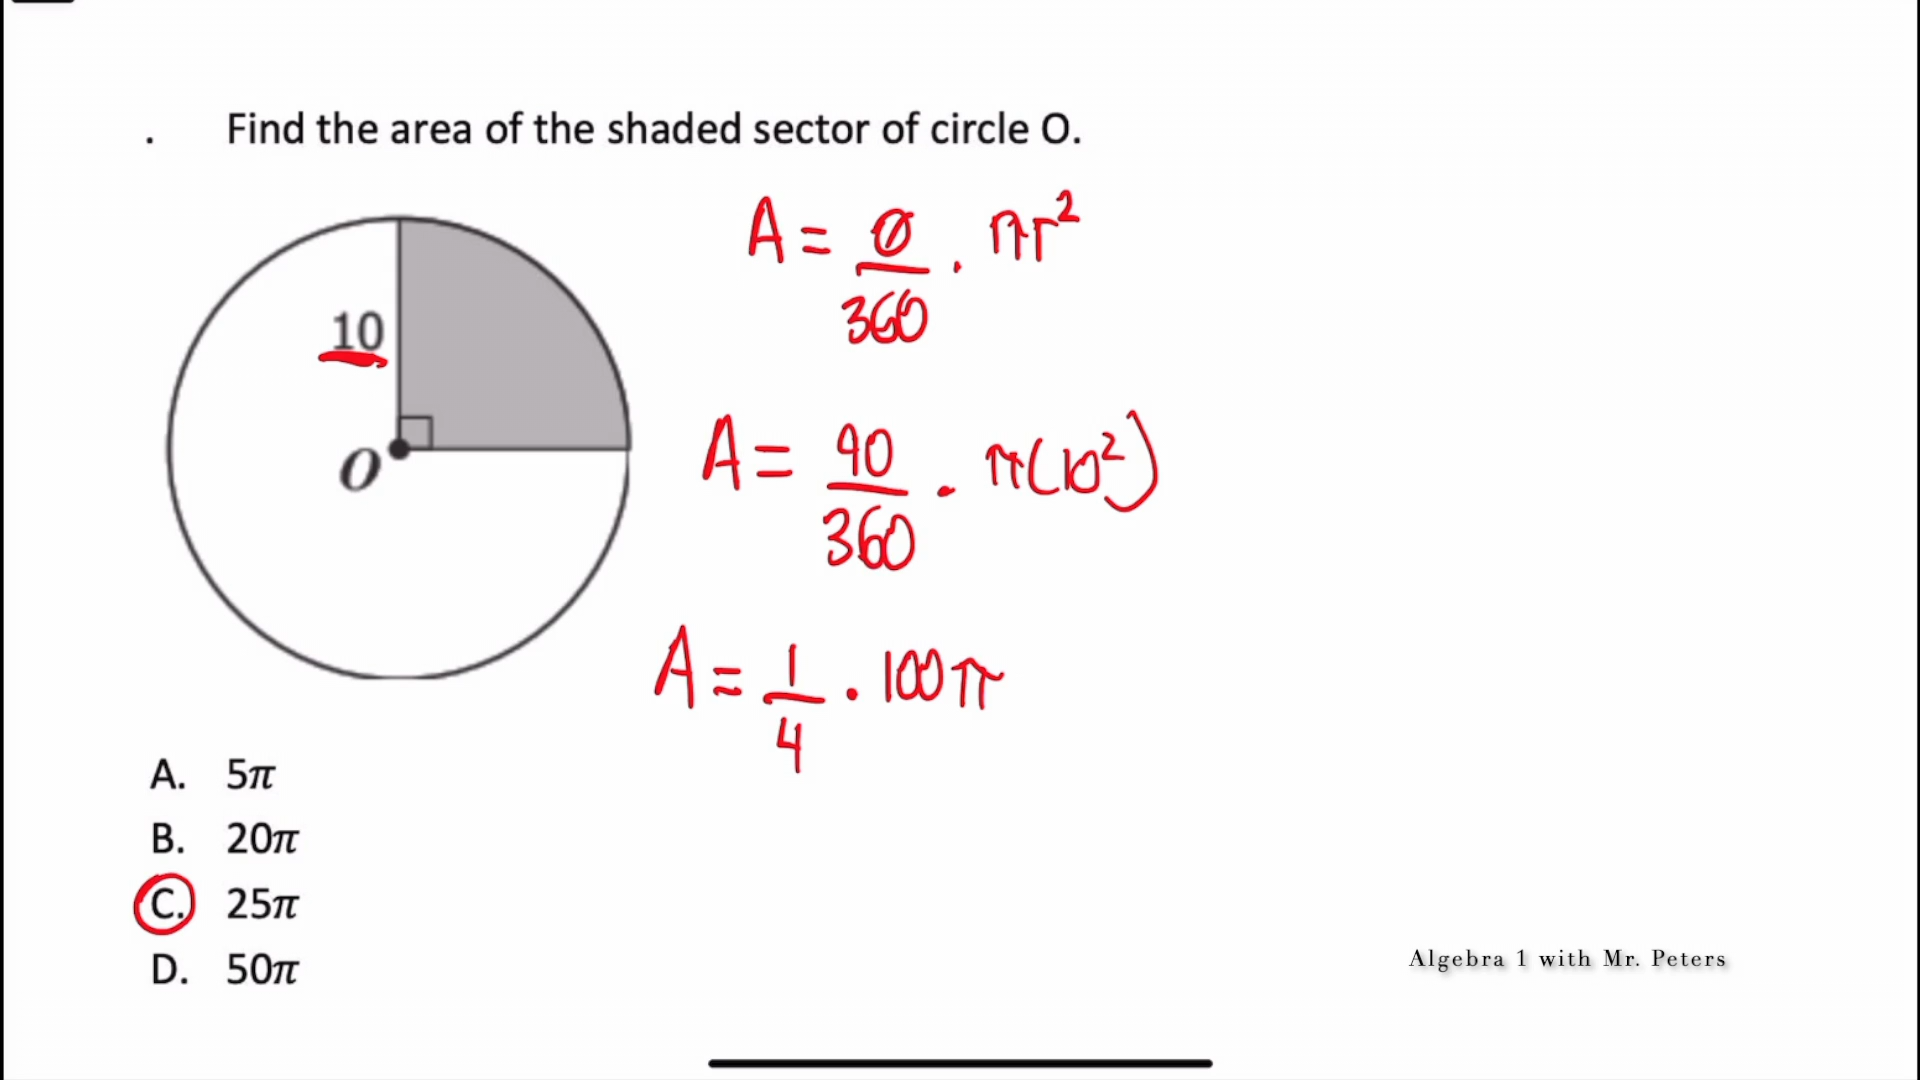 . Find the area of the shaded sector of circle O.
A = θ/360 . πr²
10
O
A = 90/360 . π(10²)
A = 1/4 . 100π
A. 5π
B. 20π
C. 25π
D. 50π
Algebra 1 with Mr. Peters